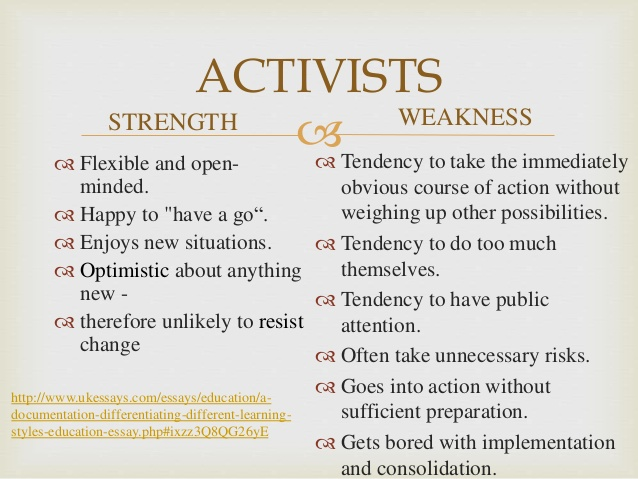 ACTIVISTS
STRENGTH
Flexible and open-
minded.
Happy to "have a go“.
Enjoys new situations.
Optimistic about anything
new -
therefore unlikely to resist
change
http://www.ukessays.com/essays/education/a-
documentation-differentiating-different-learning-
styles-education-essay.php#ixzz3Q8QG26yE
WEAKNESS
Tendency to take the immediately
obvious course of action without
weighing up other possibilities.
Tendency to do too much
themselves.
Tendency to have public
attention.
Often take unnecessary risks.
Goes into action without
sufficient preparation.
Gets bored with implementation
and consolidation.